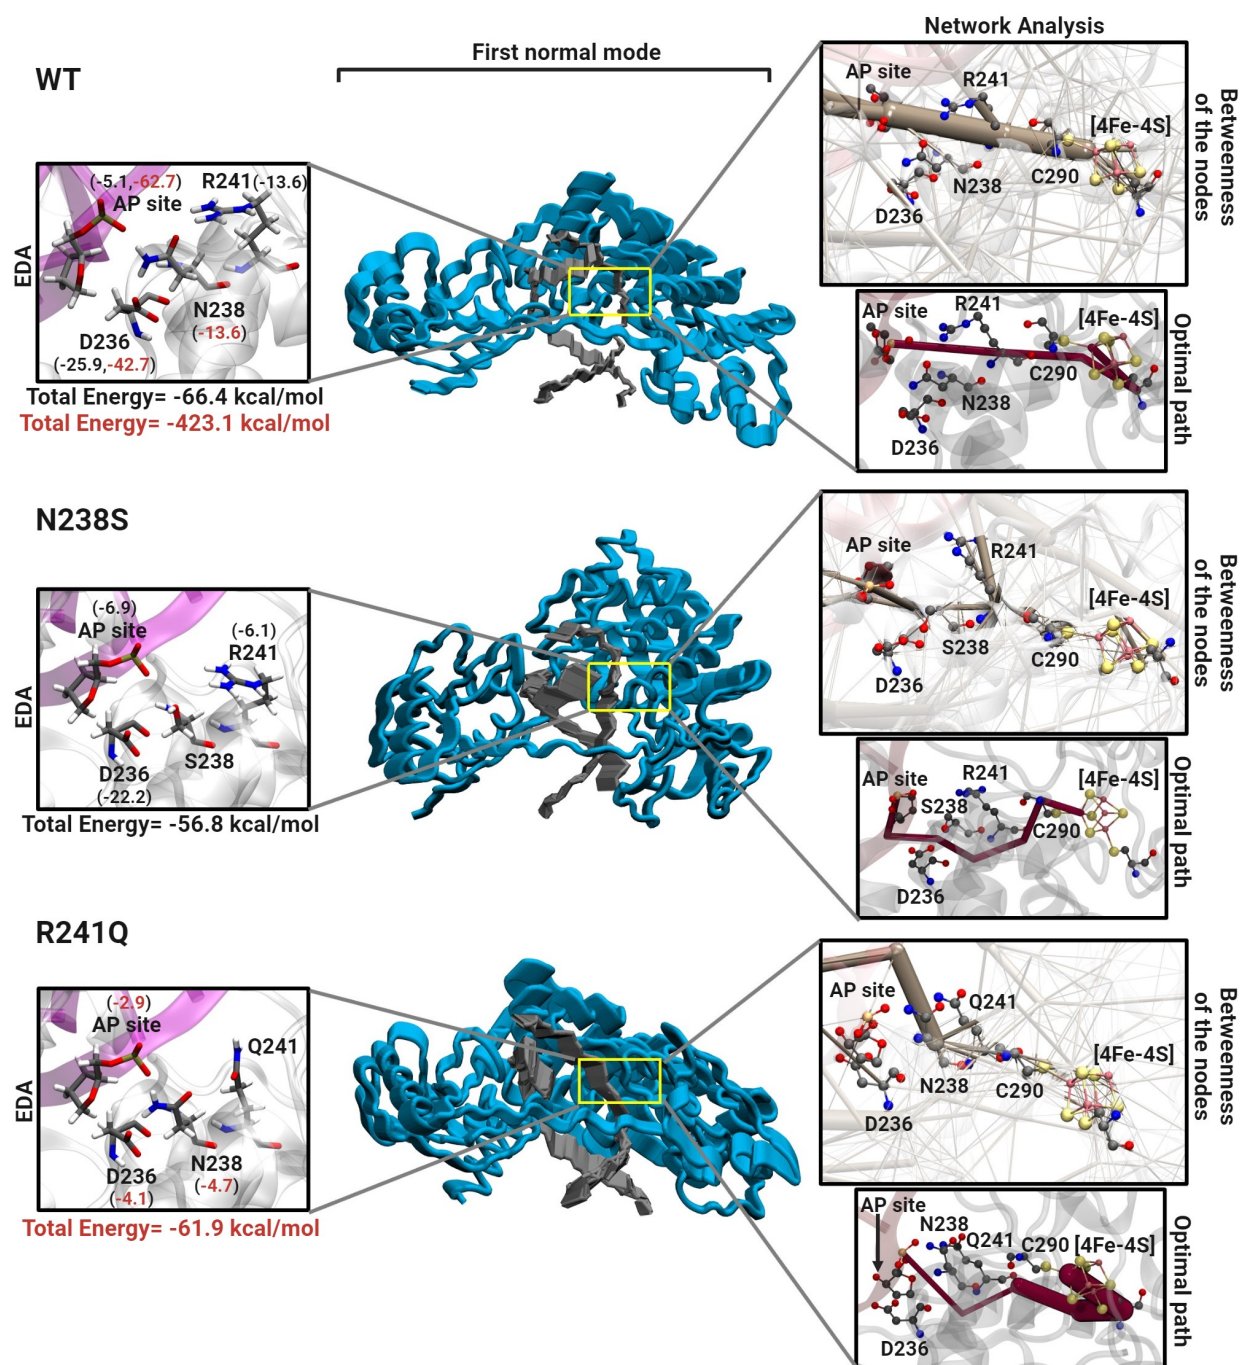 Network Analysis
First normal mode
WT
AP site
R241
[4Fe-4S]
N238
C290
D236
Betweenness
of the nodes
(-5.1,-62.7)
AP site
R241(-13.6)
N238
(-13.6)
D236
(-25.9,-42.7)
EDA
Total Energy= -66.4 kcal/mol
Total Energy= -423.1 kcal/mol
AP site
R241
[4Fe-4S]
C290
N238
D236
Optimal path
N238S
AP site
R241
[4Fe-4S]
S238
C290
D236
Betweenness
of the nodes
(-6.9)
AP site
(-6.1)
R241
D236
(-22.2)
S238
EDA
Total Energy= -56.8 kcal/mol
AP site
R241
[4Fe-4S]
S238
C290
D236
Optimal path
R241Q
AP site
Q241
[4Fe-4S]
N238
C290
D236
Betweenness
of the nodes
(-2.9)
AP site
Q241
D236
(-4.1)
N238
(-4.7)
EDA
Total Energy= -61.9 kcal/mol
AP site
N238
Q241
C290
[4Fe-4S]
D236
Optimal path